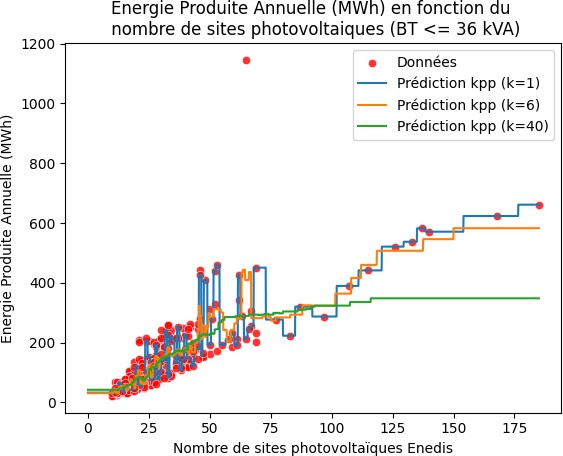 Energie Produite Annuelle (MWh) en fonction du
nombre de sites photovoltaiques (BT <= 36 kVA)
Données
Prédiction kpp (k=1)
Prédiction kpp (k=6)
Prédiction kpp (k=40)
Energie Produite Annuelle (MWh)
1200
1000
800
600
400
200
0
0 25 50 75 100 125 150 175
Nombre de sites photovoltaïques Enedis